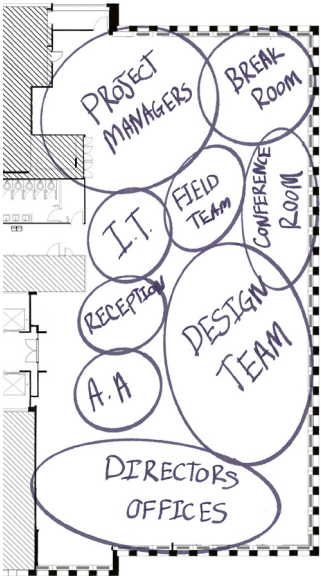 PROJECT
MANAGERS
BREAK
ROOM
CONFERENCE
ROOM
FIELD
TEAM
I.T.
RECEPTION
DESIGN
TEAM
A.A
DIRECTORS
OFFICES